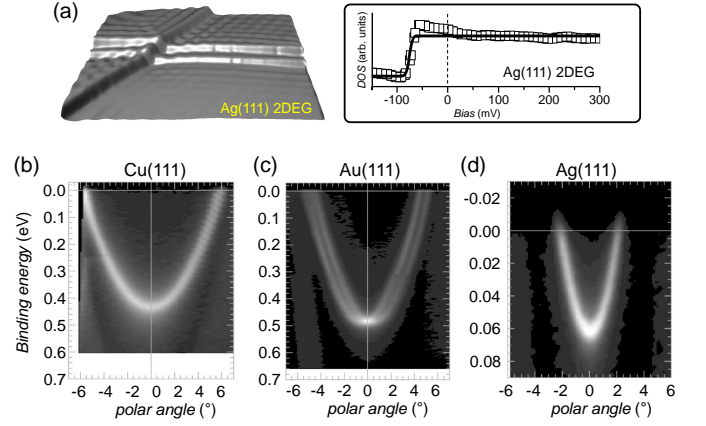 (a)
Ag(111) 2DEG
DOS (arb. units)
Ag(111) 2DEG
-100 0 100 200 300
Bias (mV)
(b) Cu(111)
(c) Au(111)
(d) Ag(111)
Binding energy (eV)
0.0
0.1
0.2
0.3
0.4
0.5
0.6
0.7
-6 -4 -2 0 2 4 6
polar angle (°)
0.0
0.1
0.2
0.3
0.4
0.5
0.6
0.7
-6 -4 -2 0 2 4 6
polar angle (°)
-0.02
0.00
0.02
0.04
0.06
0.08
-6 -4 -2 0 2 4 6
polar angle (°)